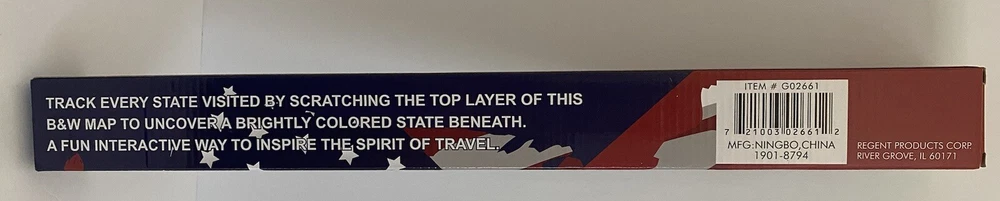 TRACK EVERY STATE VISITED BY SCRATCHING THE TOP LAYER OF THIS
B&W MAP TO UNCOVER A BRIGHTLY COLORED STATE BENEATH.
A FUN INTERACTIVE WAY TO INSPIRE THE SPIRIT OF TRAVEL.
ITEM # G02661
7 21003 02661 2
MFG:NINGBO,CHINA
1901-8794
REGENT PRODUCTS CORP.
RIVER GROVE, IL 60171